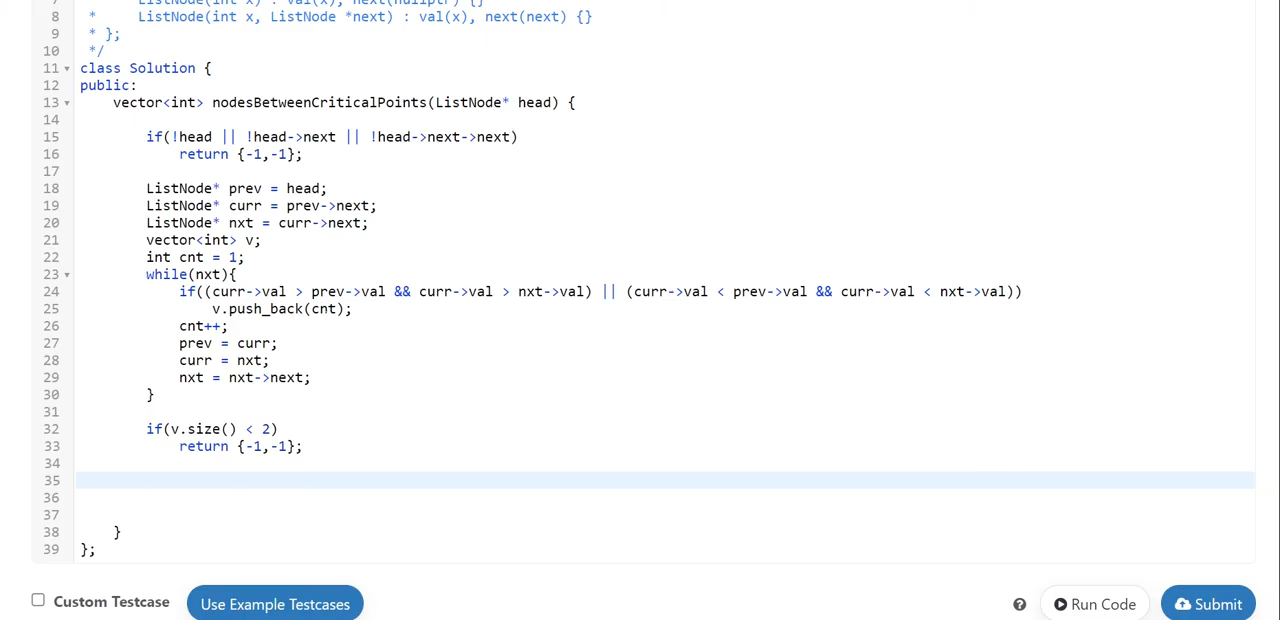 7 * ListNode(int x) : val(x), next(nullptr) {}
8 * ListNode(int x, ListNode *next) : val(x), next(next) {}
9 * };
10 */
11 class Solution {
12 public:
13 vector<int> nodesBetweenCriticalPoints(ListNode* head) {
14
15 if(!head || !head->next || !head->next->next)
16 return {-1,-1};
17
18 ListNode* prev = head;
19 ListNode* curr = prev->next;
20 ListNode* nxt = curr->next;
21 vector<int> v;
22 int cnt = 1;
23 while(nxt){
24 if((curr->val > prev->val && curr->val > nxt->val) || (curr->val < prev->val && curr->val < nxt->val))
25 v.push_back(cnt);
26 cnt++;
27 prev = curr;
28 curr = nxt;
29 nxt = nxt->next;
30 }
31
32 if(v.size() < 2)
33 return {-1,-1};
34
35
36
37
38 }
39 };
Custom Testcase Use Example Testcases ? Run Code Submit